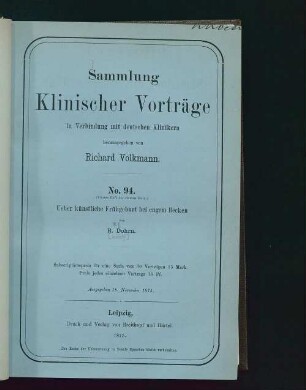 Sammlung
Klinischer Vorträge
in Verbindung mit deutschen Klinikern
herausgegeben von
Richard Volkmann.
No. 94.
Ueber künstliche Frühgeburt bei engem Becken
von
R. Dohrn.
Subscriptionspreis für eine Serie von 30 Vorträgen 15 Mark.
Preis jedes einzelnen Vortrags 75 Pf.
Ausgegeben
Leipzig,
Druck und Verlag von Breitkopf und Härtel